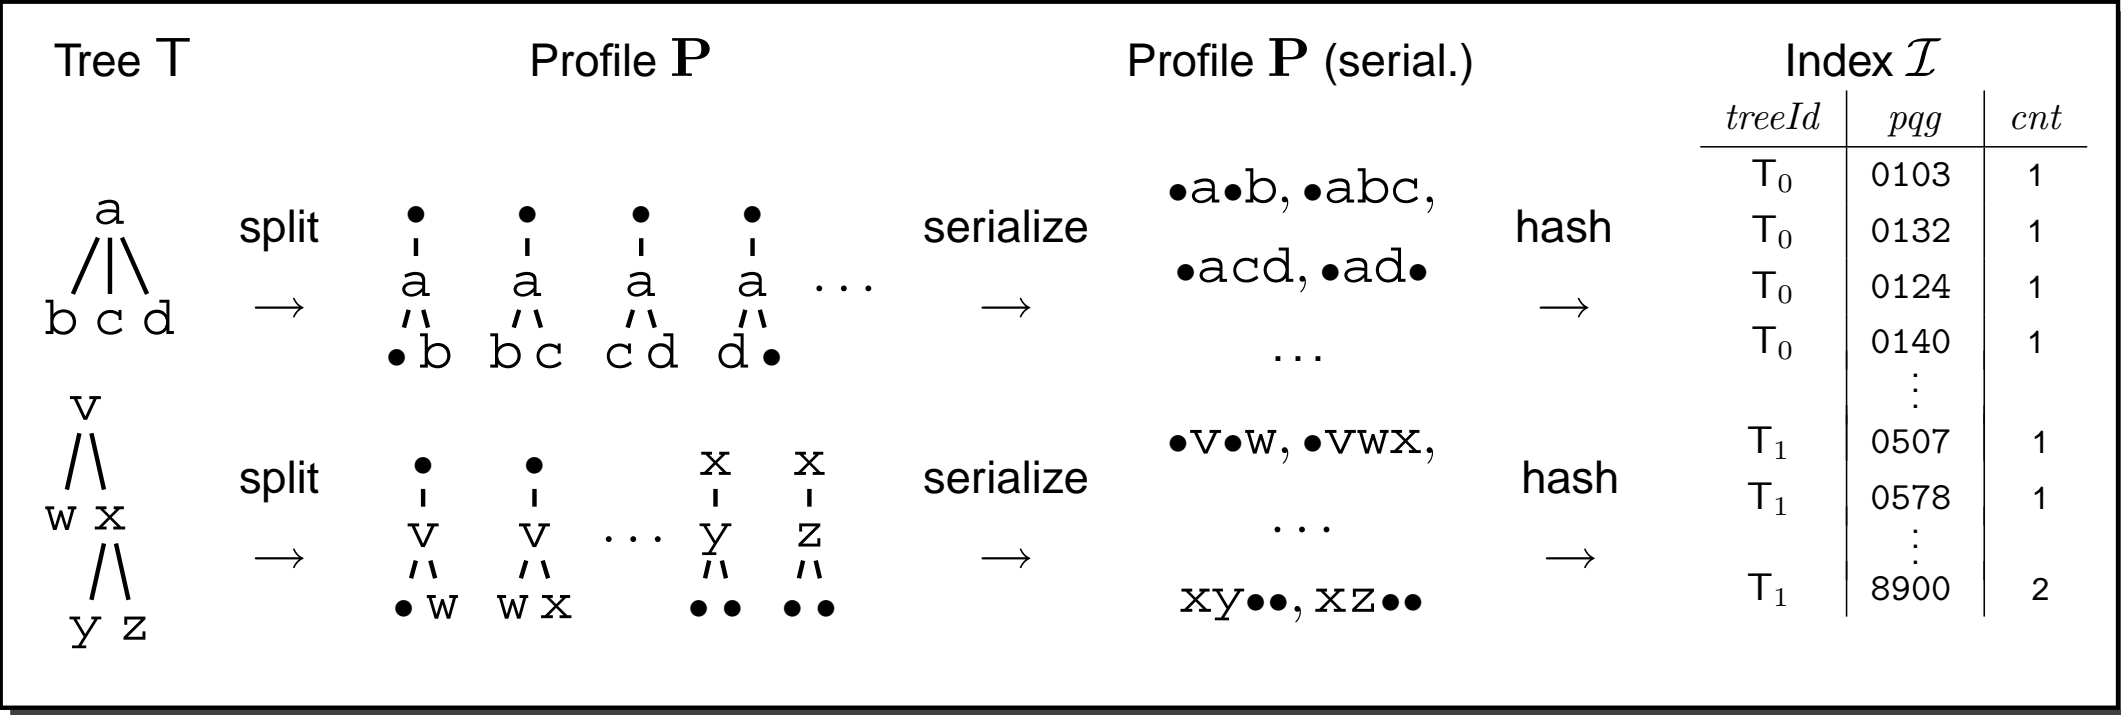 Tree T Profile P Profile P (serial.) Index ℐ
treeId pqg cnt
T₀ 0103 1
T₀ 0132 1
T₀ 0124 1
T₀ 0140 1
⋮
T₁ 0507 1
T₁ 0578 1
⋮
T₁ 8900 2
a
b c d
split
→
• • • •
a a a a ...
• b b c c d d •
serialize
→
•a•b, •abc,
•acd, •ad•
...
hash
→
v
w x
y z
split
→
• • x x
v v ... y z
• w w x • • • •
serialize
→
•v•w, •vwx,
...
xy••, xz••
hash
→